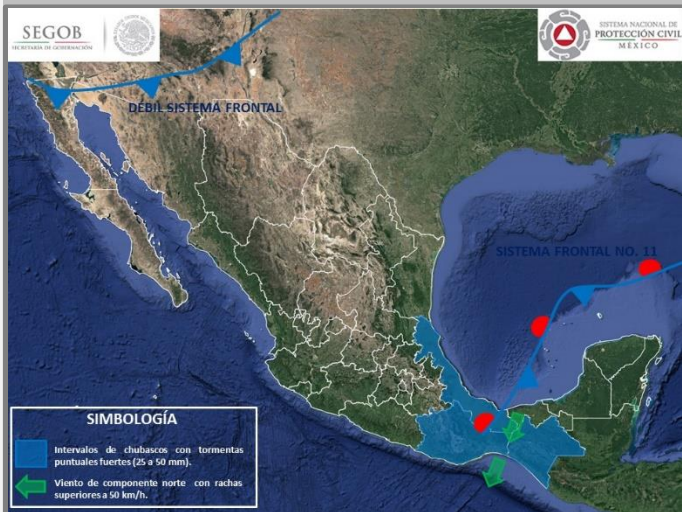 SEGOB
SECRETARÍA DE GOBERNACIÓN
SISTEMA NACIONAL DE
PROTECCIÓN CIVIL
MÉXICO
DÉBIL SISTEMA FRONTAL
SISTEMA FRONTAL NO. 11
SIMBOLOGÍA
Intervalos de chubascos con tormentas
puntuales fuertes (25 a 50 mm).
Viento de componente norte con rachas
superiores a 50 km/h.